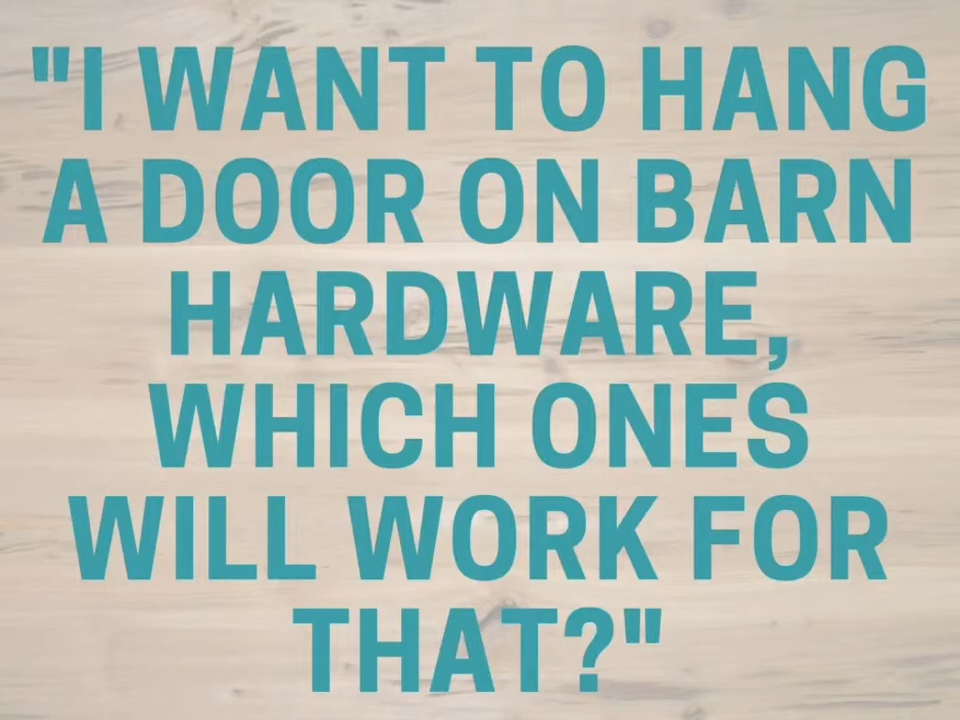 "I WANT TO HANG
A DOOR ON BARN
HARDWARE,
WHICH ONES
WILL WORK FOR
THAT?"